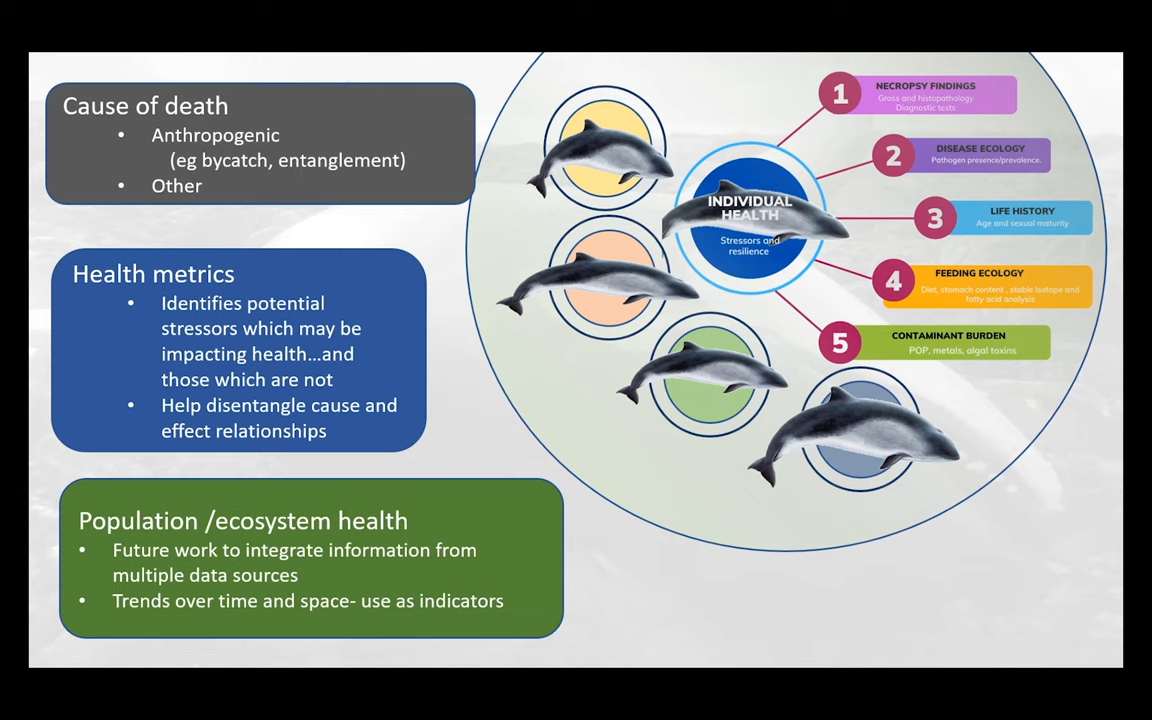 Cause of death
• Anthropogenic
(eg bycatch, entanglement)
• Other
Health metrics
• Identifies potential
stressors which may be
impacting health...and
those which are not
• Help disentangle cause and
effect relationships
Population /ecosystem health
• Future work to integrate information from
multiple data sources
• Trends over time and space- use as indicators
INDIVIDUAL
HEALTH
Stressors and
resilience
1
NECROPSY FINDINGS
Gross and histopathology
Diagnostic tests
2
DISEASE ECOLOGY
Pathogen presence/prevalence.
3
LIFE HISTORY
Age and sexual maturity
4
FEEDING ECOLOGY
Diet, stomach content , stable isotope and
fatty acid analysis
5
CONTAMINANT BURDEN
POP, metals, algal toxins